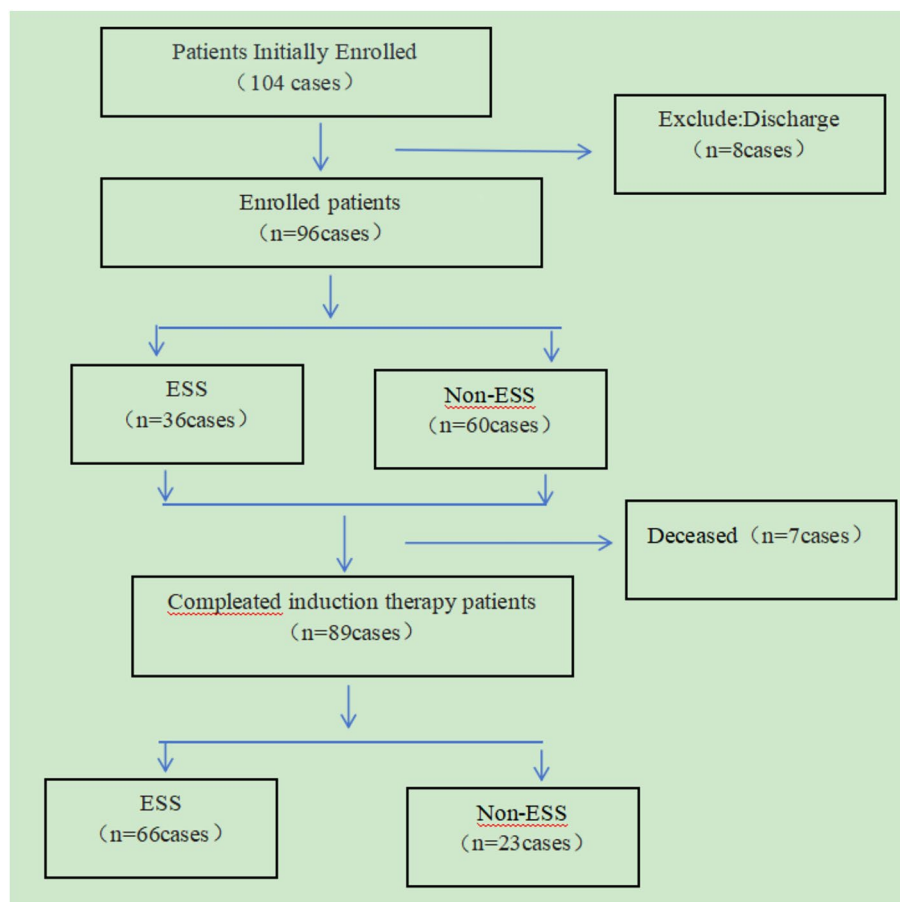 Patients Initially Enrolled
（104 cases）
Exclude:Discharge
（n=8cases）
Enrolled patients
（n=96cases）
ESS
（n=36cases）
Non-ESS
（n=60cases）
Deceased（n=7cases）
Compleated induction therapy patients
（n=89cases）
ESS
（n=66cases）
Non-ESS
（n=23cases）